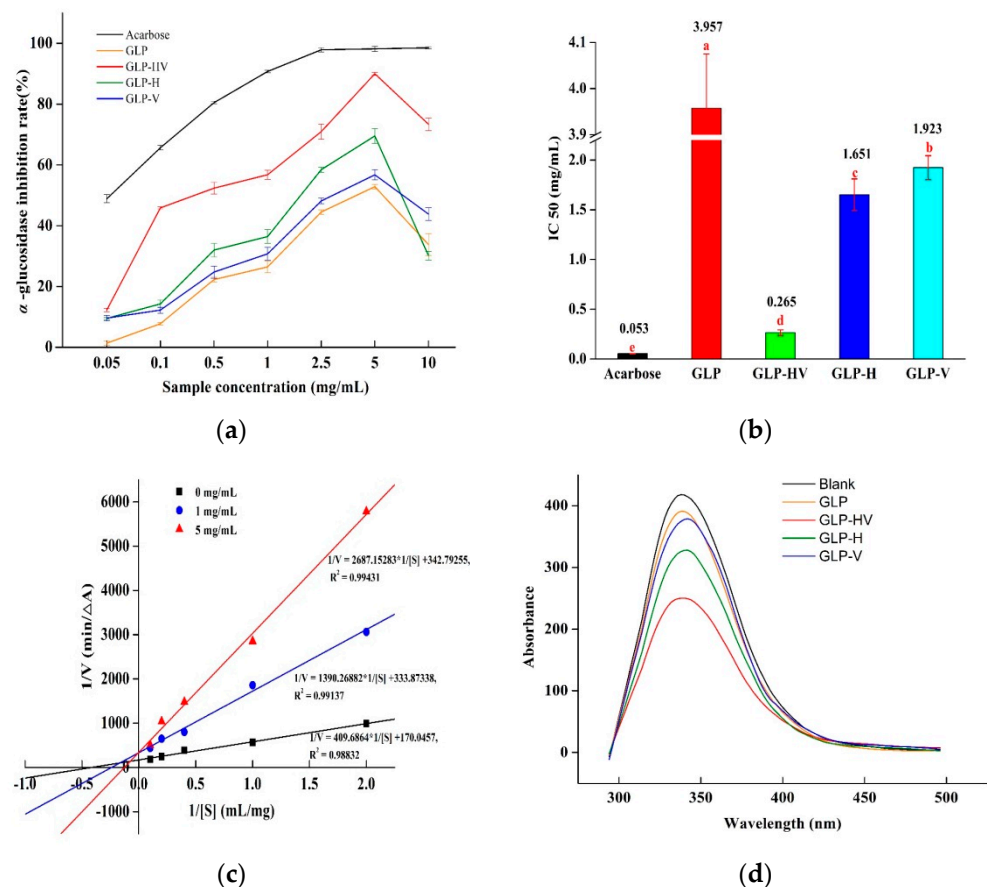 Acarbose
GLP
GLP-HV
GLP-H
GLP-V
α -glucosidase inhibition rate(%)
100
80
60
40
20
0
0.05 0.1 0.5 1 2.5 5 10
Sample concentration (mg/mL)
(a)
IC 50 (mg/mL)
4.1
4.0
3.9
2.0
1.5
1.0
0.5
0.0
3.957
a
0.053
e
0.265
d
1.651
c
1.923
b
Acarbose GLP GLP-HV GLP-H GLP-V
(b)
1/V (min/△A)
6000
5000
4000
3000
2000
1000
0
-1000
0 mg/mL
1 mg/mL
5 mg/mL
1/V = 2687.15283*1/[S] +342.79255,
R² = 0.99431
1/V = 1390.26882*1/[S] +333.87338,
R² = 0.99137
1/V = 409.6864*1/[S] +170.0457,
R² = 0.98832
-1.0 -0.5 0.0 0.5 1.0 1.5 2.0
1/[S] (mL/mg)
(c)
Blank
GLP
GLP-HV
GLP-H
GLP-V
Absorbance
400
300
200
100
0
300 350 400 450 500
Wavelength (nm)
(d)